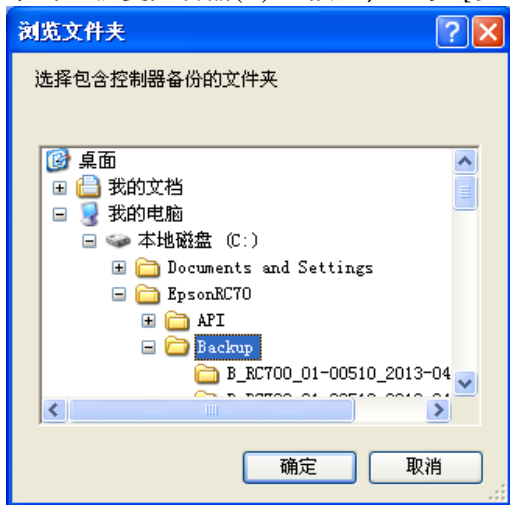 浏览文件夹
选择包含控制器备份的文件夹
桌面
我的文档
我的电脑
本地磁盘 (C:)
Documents and Settings
EpsonRC70
API
Backup
B_RC700_01-00510_2013-04
确定 取消